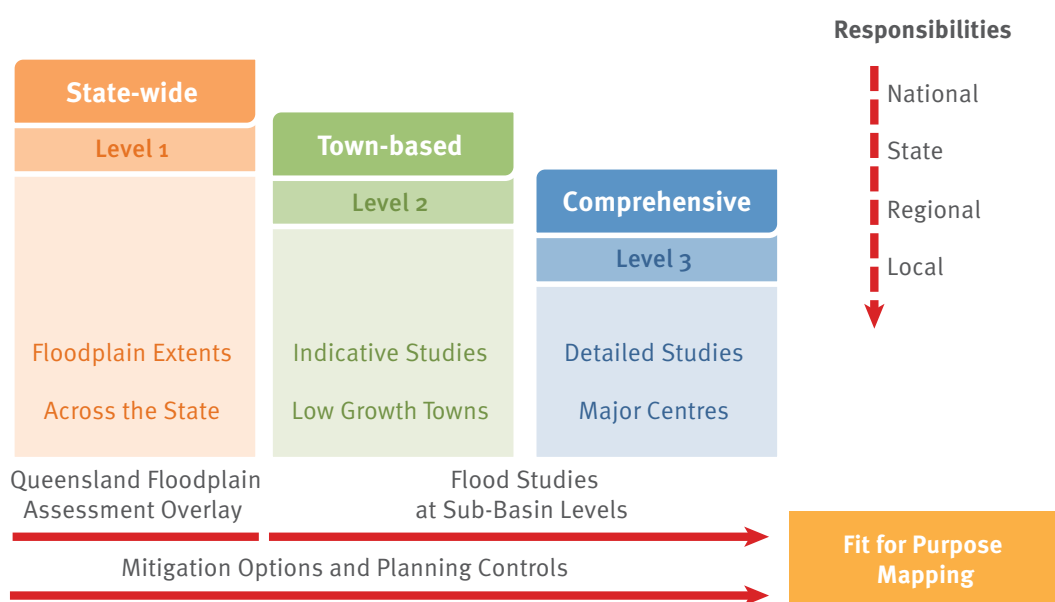 State-wide
Level 1
Floodplain Extents
Across the State
Town-based
Level 2
Indicative Studies
Low Growth Towns
Comprehensive
Level 3
Detailed Studies
Major Centres
Responsibilities
National
State
Regional
Local
Queensland Floodplain
Assessment Overlay
Flood Studies
at Sub-Basin Levels
Mitigation Options and Planning Controls
Fit for Purpose
Mapping